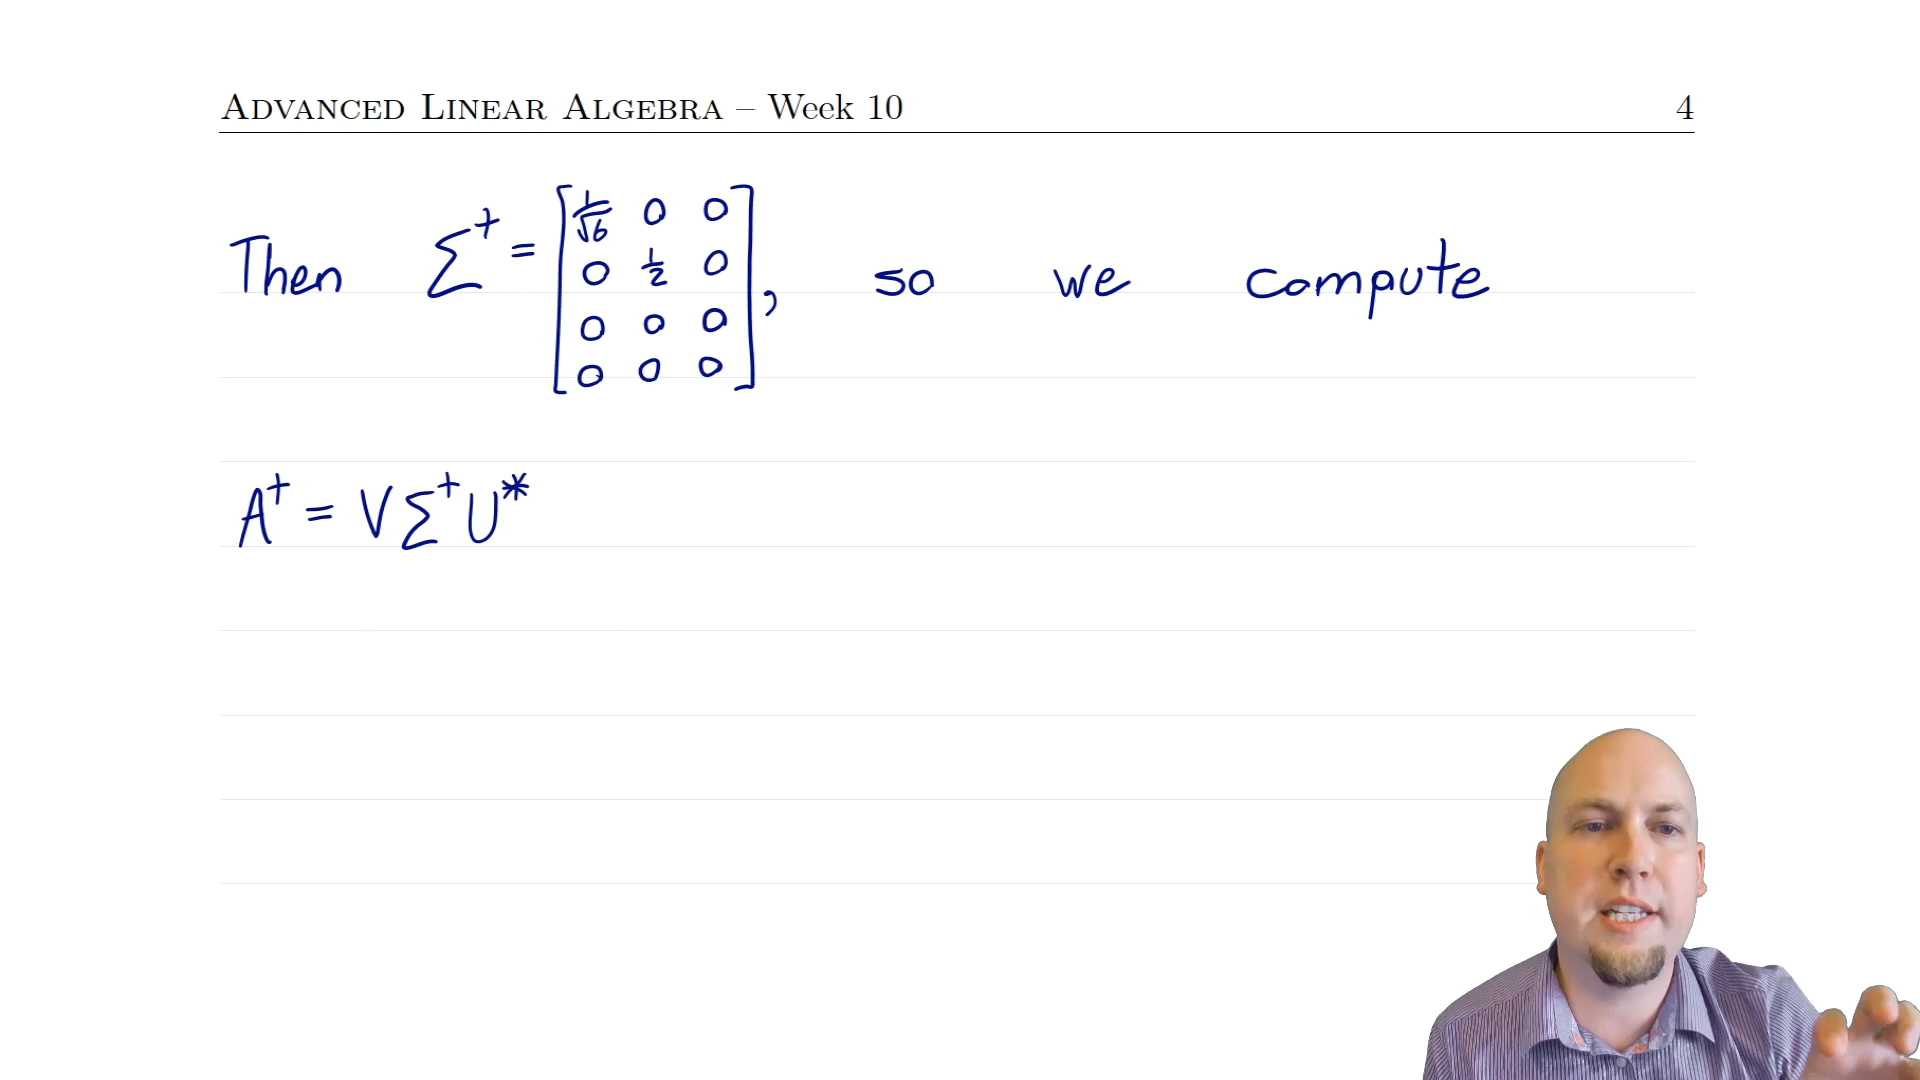 ADVANCED LINEAR ALGEBRA – Week 10 4
Then Σ⁺ = [1/√6 0 0; 0 1/2 0; 0 0 0; 0 0 0], so we compute
A⁺ = VΣ⁺U*